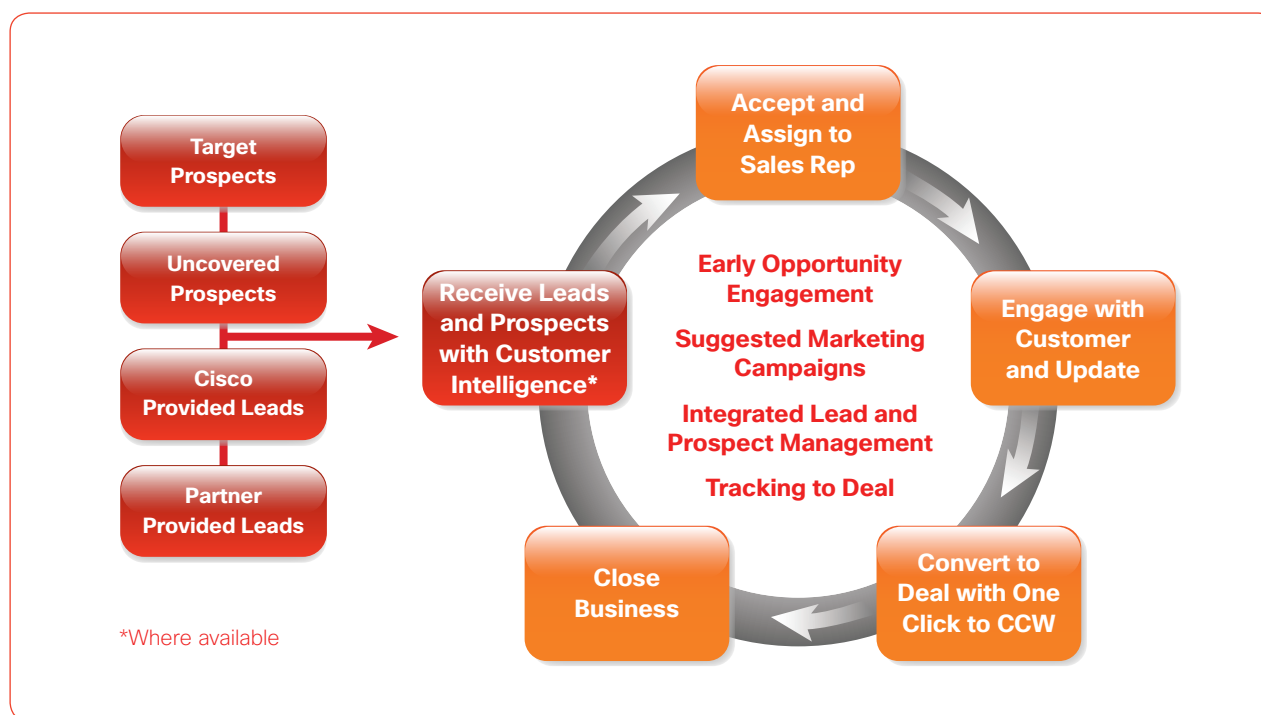 Target
Prospects
Uncovered
Prospects
Cisco
Provided Leads
Partner
Provided Leads
*Where available
Receive Leads
and Prospects
with Customer
Intelligence*
Accept and
Assign to
Sales Rep
Engage with
Customer
and Update
Convert to
Deal with One
Click to CCW
Close
Business
Early Opportunity
Engagement
Suggested Marketing
Campaigns
Integrated Lead and
Prospect Management
Tracking to Deal